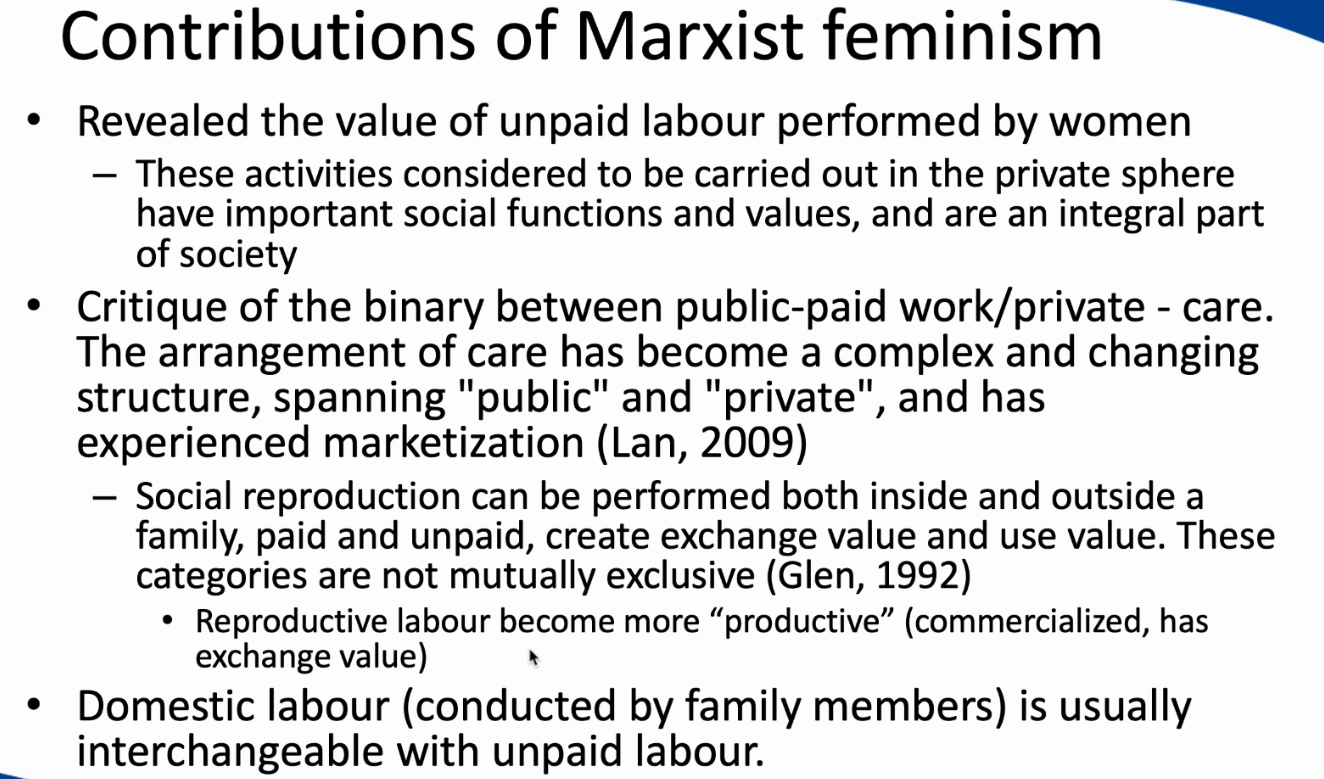 Contributions of Marxist feminism
• Revealed the value of unpaid labour performed by women
– These activities considered to be carried out in the private sphere
have important social functions and values, and are an integral part
of society
• Critique of the binary between public-paid work/private - care.
The arrangement of care has become a complex and changing
structure, spanning "public" and "private", and has
experienced marketization (Lan, 2009)
– Social reproduction can be performed both inside and outside a
family, paid and unpaid, create exchange value and use value. These
categories are not mutually exclusive (Glen, 1992)
• Reproductive labour become more “productive” (commercialized, has
exchange value)
• Domestic labour (conducted by family members) is usually
interchangeable with unpaid labour.